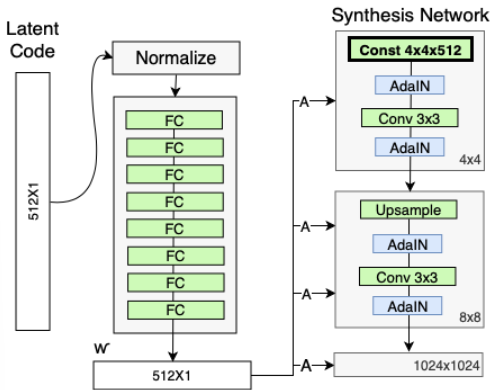 Latent
Code
512X1
Normalize
FC
FC
FC
FC
FC
FC
FC
FC
W
512X1
Synthesis Network
Const 4x4x512
A
AdaIN
Conv 3x3
AdaIN
4x4
Upsample
A
AdaIN
Conv 3x3
A
AdaIN
8x8
A
1024x1024